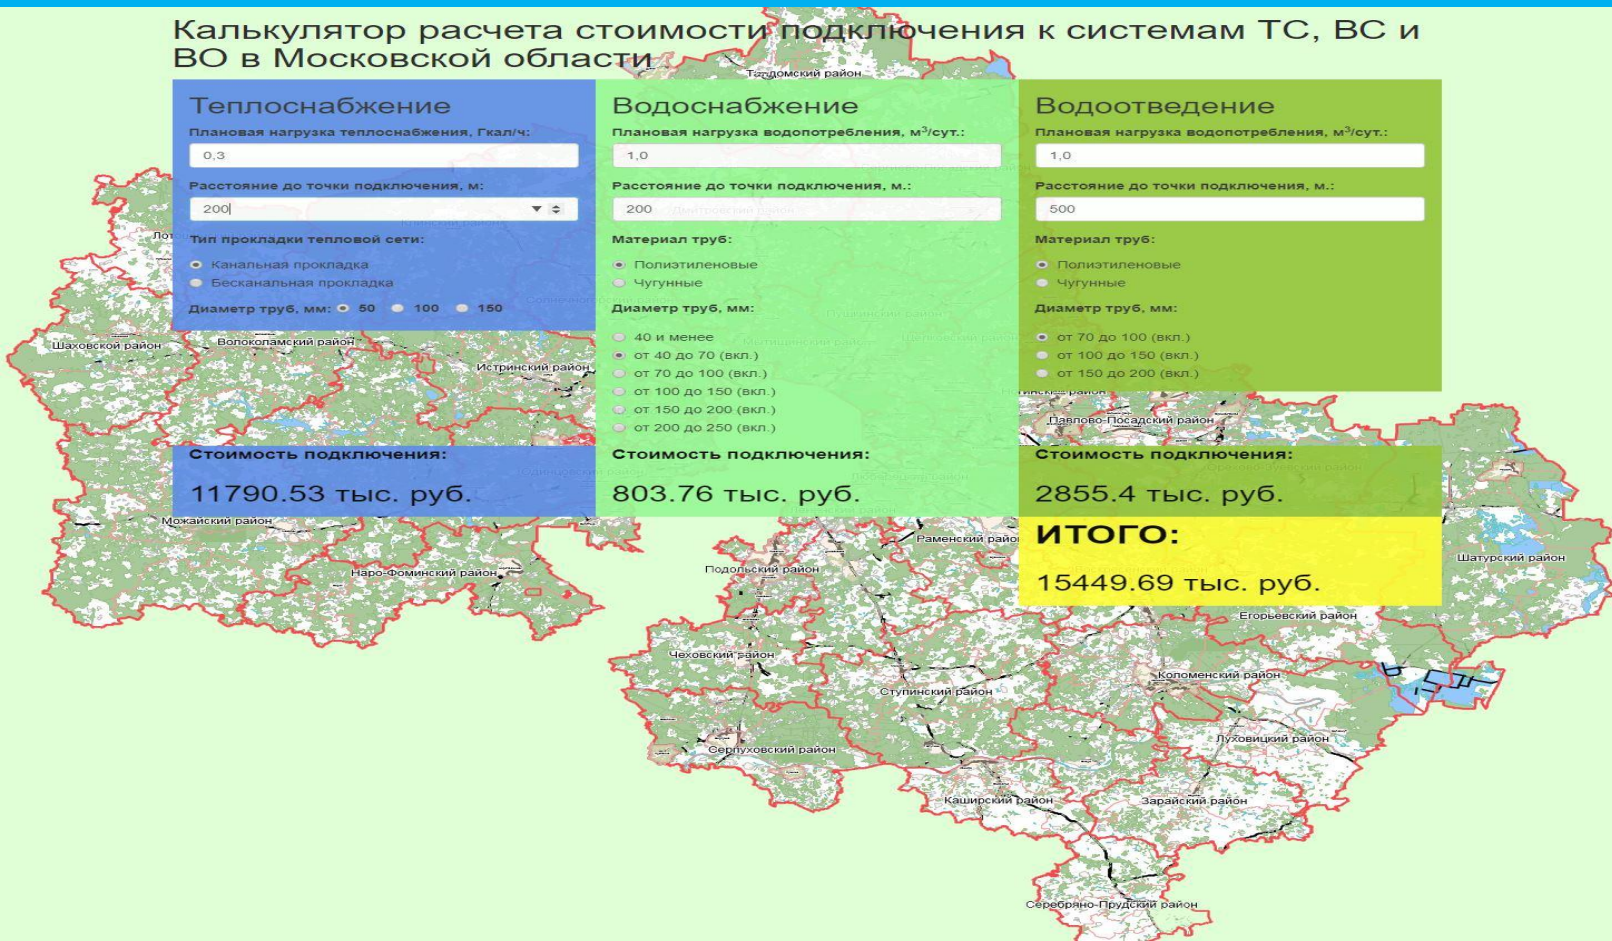 Калькулятор расчета стоимости подключения к системам ТС, ВС и
ВО в Московской области
Теплоснабжение
Плановая нагрузка теплоснабжения, Гкал/ч:
0,3
Расстояние до точки подключения, м:
200
Тип прокладки тепловой сети:
Канальная прокладка
Бесканальная прокладка
Диаметр труб, мм: 50 100 150
Стоимость подключения:
11790.53 тыс. руб.
Водоснабжение
Плановая нагрузка водопотребления, м³/сут.:
1,0
Расстояние до точки подключения, м.:
200
Материал труб:
Полиэтиленовые
Чугунные
Диаметр труб, мм:
40 и менее
от 40 до 70 (вкл.)
от 70 до 100 (вкл.)
от 100 до 150 (вкл.)
от 150 до 200 (вкл.)
от 200 до 250 (вкл.)
Стоимость подключения:
803.76 тыс. руб.
Водоотведение
Плановая нагрузка водопотребления, м³/сут.:
1,0
Расстояние до точки подключения, м.:
500
Материал труб:
Полиэтиленовые
Чугунные
Диаметр труб, мм:
от 70 до 100 (вкл.)
от 100 до 150 (вкл.)
от 150 до 200 (вкл.)
Стоимость подключения:
2855.4 тыс. руб.
ИТОГО:
15449.69 тыс. руб.
Талдомский район
Шаховской район
Волоколамский район
Истринский район
Павлово-Посадский район
Можайский район
Раменский район
Шатурский район
Подольский район
Наро-Фоминский район
Егорьевский район
Чеховский район
Коломенский район
Ступинский район
Луховицкий район
Серпуховский район
Каширский район
Зарайский район
Серебряно-Прудский район